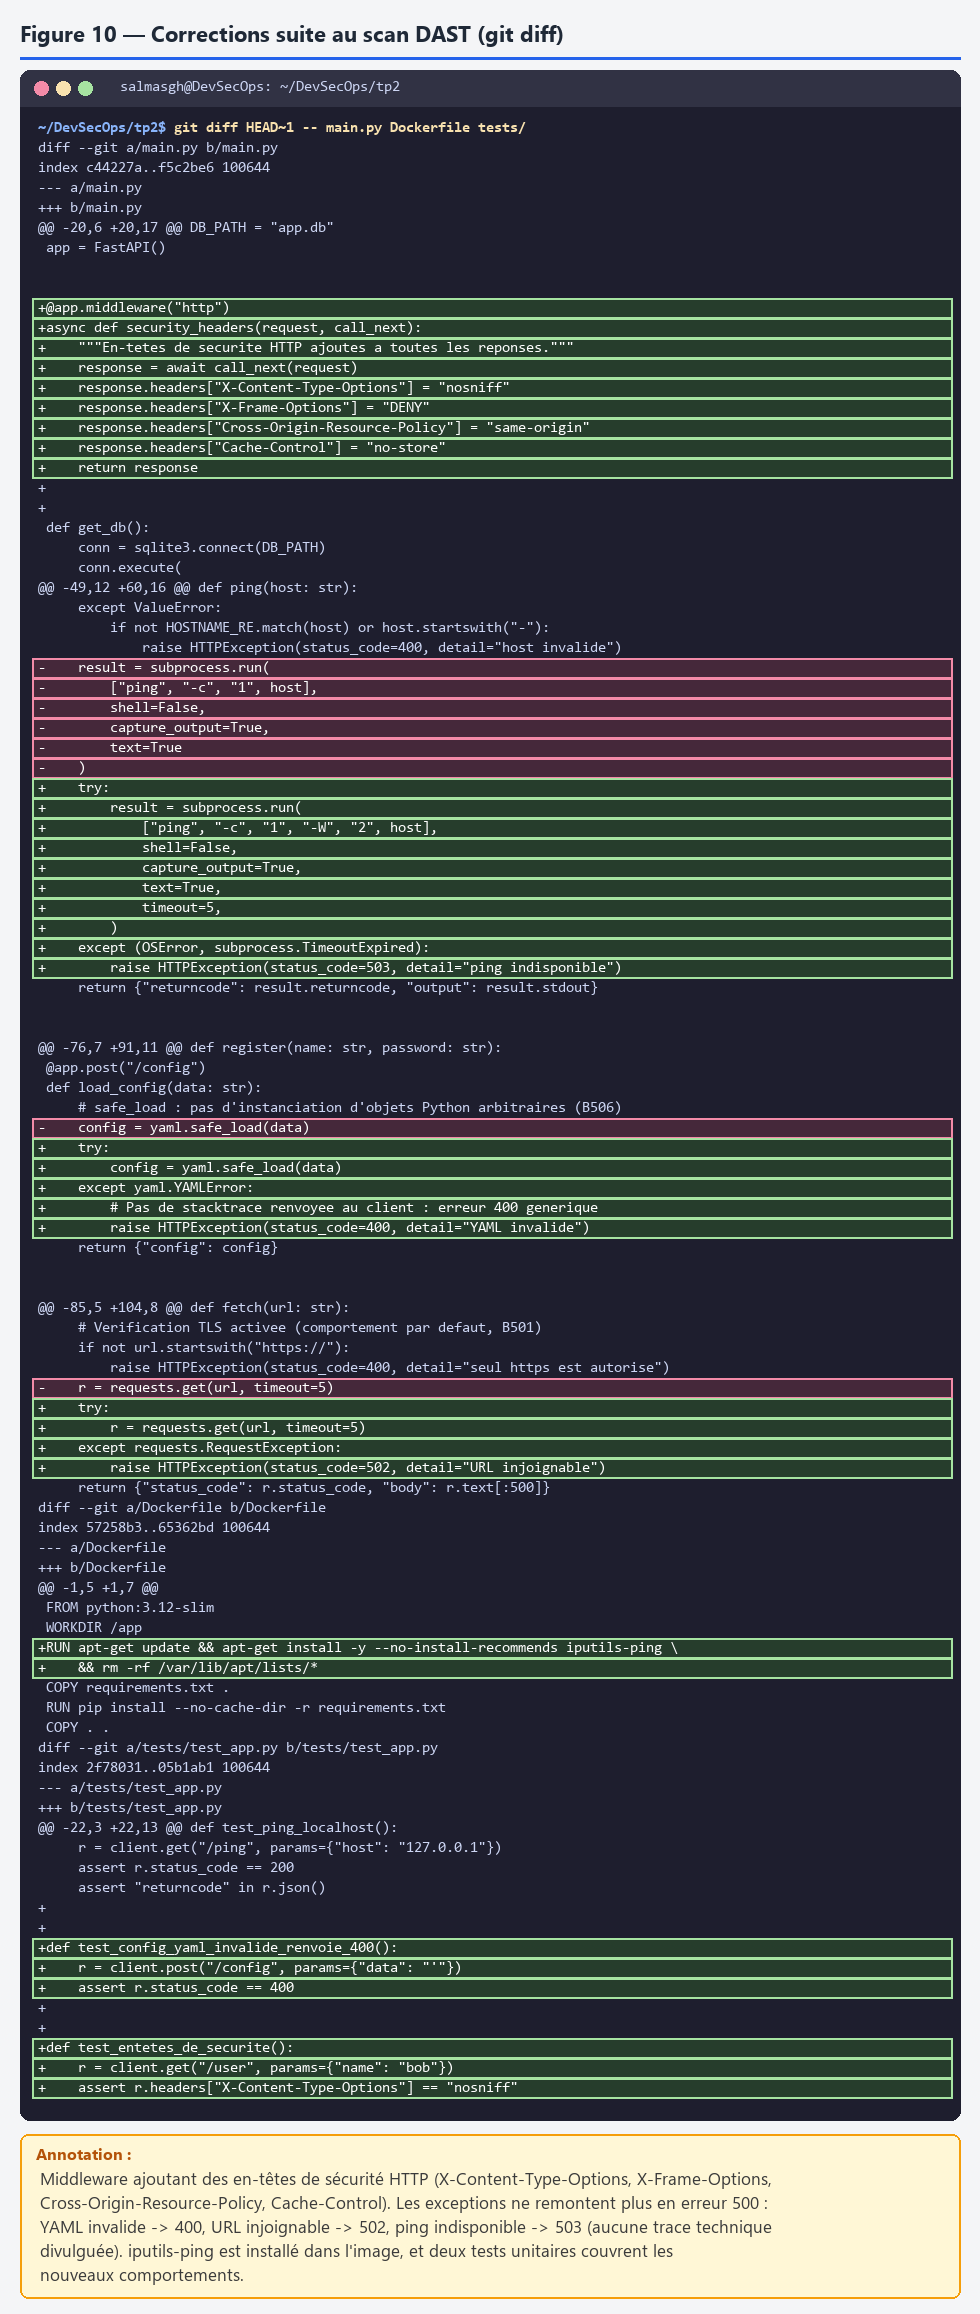 Figure 10 — Corrections suite au scan DAST (git diff)
salmasgh@DevSecOps: ~/DevSecOps/tp2
~/DevSecOps/tp2$ git diff HEAD~1 -- main.py Dockerfile tests/
diff --git a/main.py b/main.py
index c44227a..f5c2be6 100644
--- a/main.py
+++ b/main.py
@@ -20,6 +20,17 @@ DB_PATH = "app.db"
 app = FastAPI()
+@app.middleware("http")
+async def security_headers(request, call_next):
+    """En-tetes de securite HTTP ajoutes a toutes les reponses."""
+    response = await call_next(request)
+    response.headers["X-Content-Type-Options"] = "nosniff"
+    response.headers["X-Frame-Options"] = "DENY"
+    response.headers["Cross-Origin-Resource-Policy"] = "same-origin"
+    response.headers["Cache-Control"] = "no-store"
+    return response
+
+
 def get_db():
     conn = sqlite3.connect(DB_PATH)
     conn.execute(
@@ -49,12 +60,16 @@ def ping(host: str):
     except ValueError:
         if not HOSTNAME_RE.match(host) or host.startswith("-"):
             raise HTTPException(status_code=400, detail="host invalide")
-    result = subprocess.run(
-        ["ping", "-c", "1", host],
-        shell=False,
-        capture_output=True,
-        text=True
-    )
+    try:
+        result = subprocess.run(
+            ["ping", "-c", "1", "-W", "2", host],
+            shell=False,
+            capture_output=True,
+            text=True,
+            timeout=5,
+        )
+    except (OSError, subprocess.TimeoutExpired):
+        raise HTTPException(status_code=503, detail="ping indisponible")
     return {"returncode": result.returncode, "output": result.stdout}
@@ -76,7 +91,11 @@ def register(name: str, password: str):
 @app.post("/config")
 def load_config(data: str):
     # safe_load : pas d'instanciation d'objets Python arbitraires (B506)
-    config = yaml.safe_load(data)
+    try:
+        config = yaml.safe_load(data)
+    except yaml.YAMLError:
+        # Pas de stacktrace renvoyee au client : erreur 400 generique
+        raise HTTPException(status_code=400, detail="YAML invalide")
     return {"config": config}
@@ -85,5 +104,8 @@ def fetch(url: str):
     # Verification TLS activee (comportement par defaut, B501)
     if not url.startswith("https://"):
         raise HTTPException(status_code=400, detail="seul https est autorise")
-    r = requests.get(url, timeout=5)
+    try:
+        r = requests.get(url, timeout=5)
+    except requests.RequestException:
+        raise HTTPException(status_code=502, detail="URL injoignable")
     return {"status_code": r.status_code, "body": r.text[:500]}
diff --git a/Dockerfile b/Dockerfile
index 57258b3..65362bd 100644
--- a/Dockerfile
+++ b/Dockerfile
@@ -1,5 +1,7 @@
 FROM python:3.12-slim
 WORKDIR /app
+RUN apt-get update && apt-get install -y --no-install-recommends iputils-ping \
+    && rm -rf /var/lib/apt/lists/*
 COPY requirements.txt .
 RUN pip install --no-cache-dir -r requirements.txt
 COPY . .
diff --git a/tests/test_app.py b/tests/test_app.py
index 2f78031..05b1ab1 100644
--- a/tests/test_app.py
+++ b/tests/test_app.py
@@ -22,3 +22,13 @@ def test_ping_localhost():
     r = client.get("/ping", params={"host": "127.0.0.1"})
     assert r.status_code == 200
     assert "returncode" in r.json()
+
+
+def test_config_yaml_invalide_renvoie_400():
+    r = client.post("/config", params={"data": "'"})
+    assert r.status_code == 400
+
+
+def test_entetes_de_securite():
+    r = client.get("/user", params={"name": "bob"})
+    assert r.headers["X-Content-Type-Options"] == "nosniff"
Annotation :
Middleware ajoutant des en-têtes de sécurité HTTP (X-Content-Type-Options, X-Frame-Options,
Cross-Origin-Resource-Policy, Cache-Control). Les exceptions ne remontent plus en erreur 500 :
YAML invalide -> 400, URL injoignable -> 502, ping indisponible -> 503 (aucune trace technique
divulguée). iputils-ping est installé dans l'image, et deux tests unitaires couvrent les
nouveaux comportements.